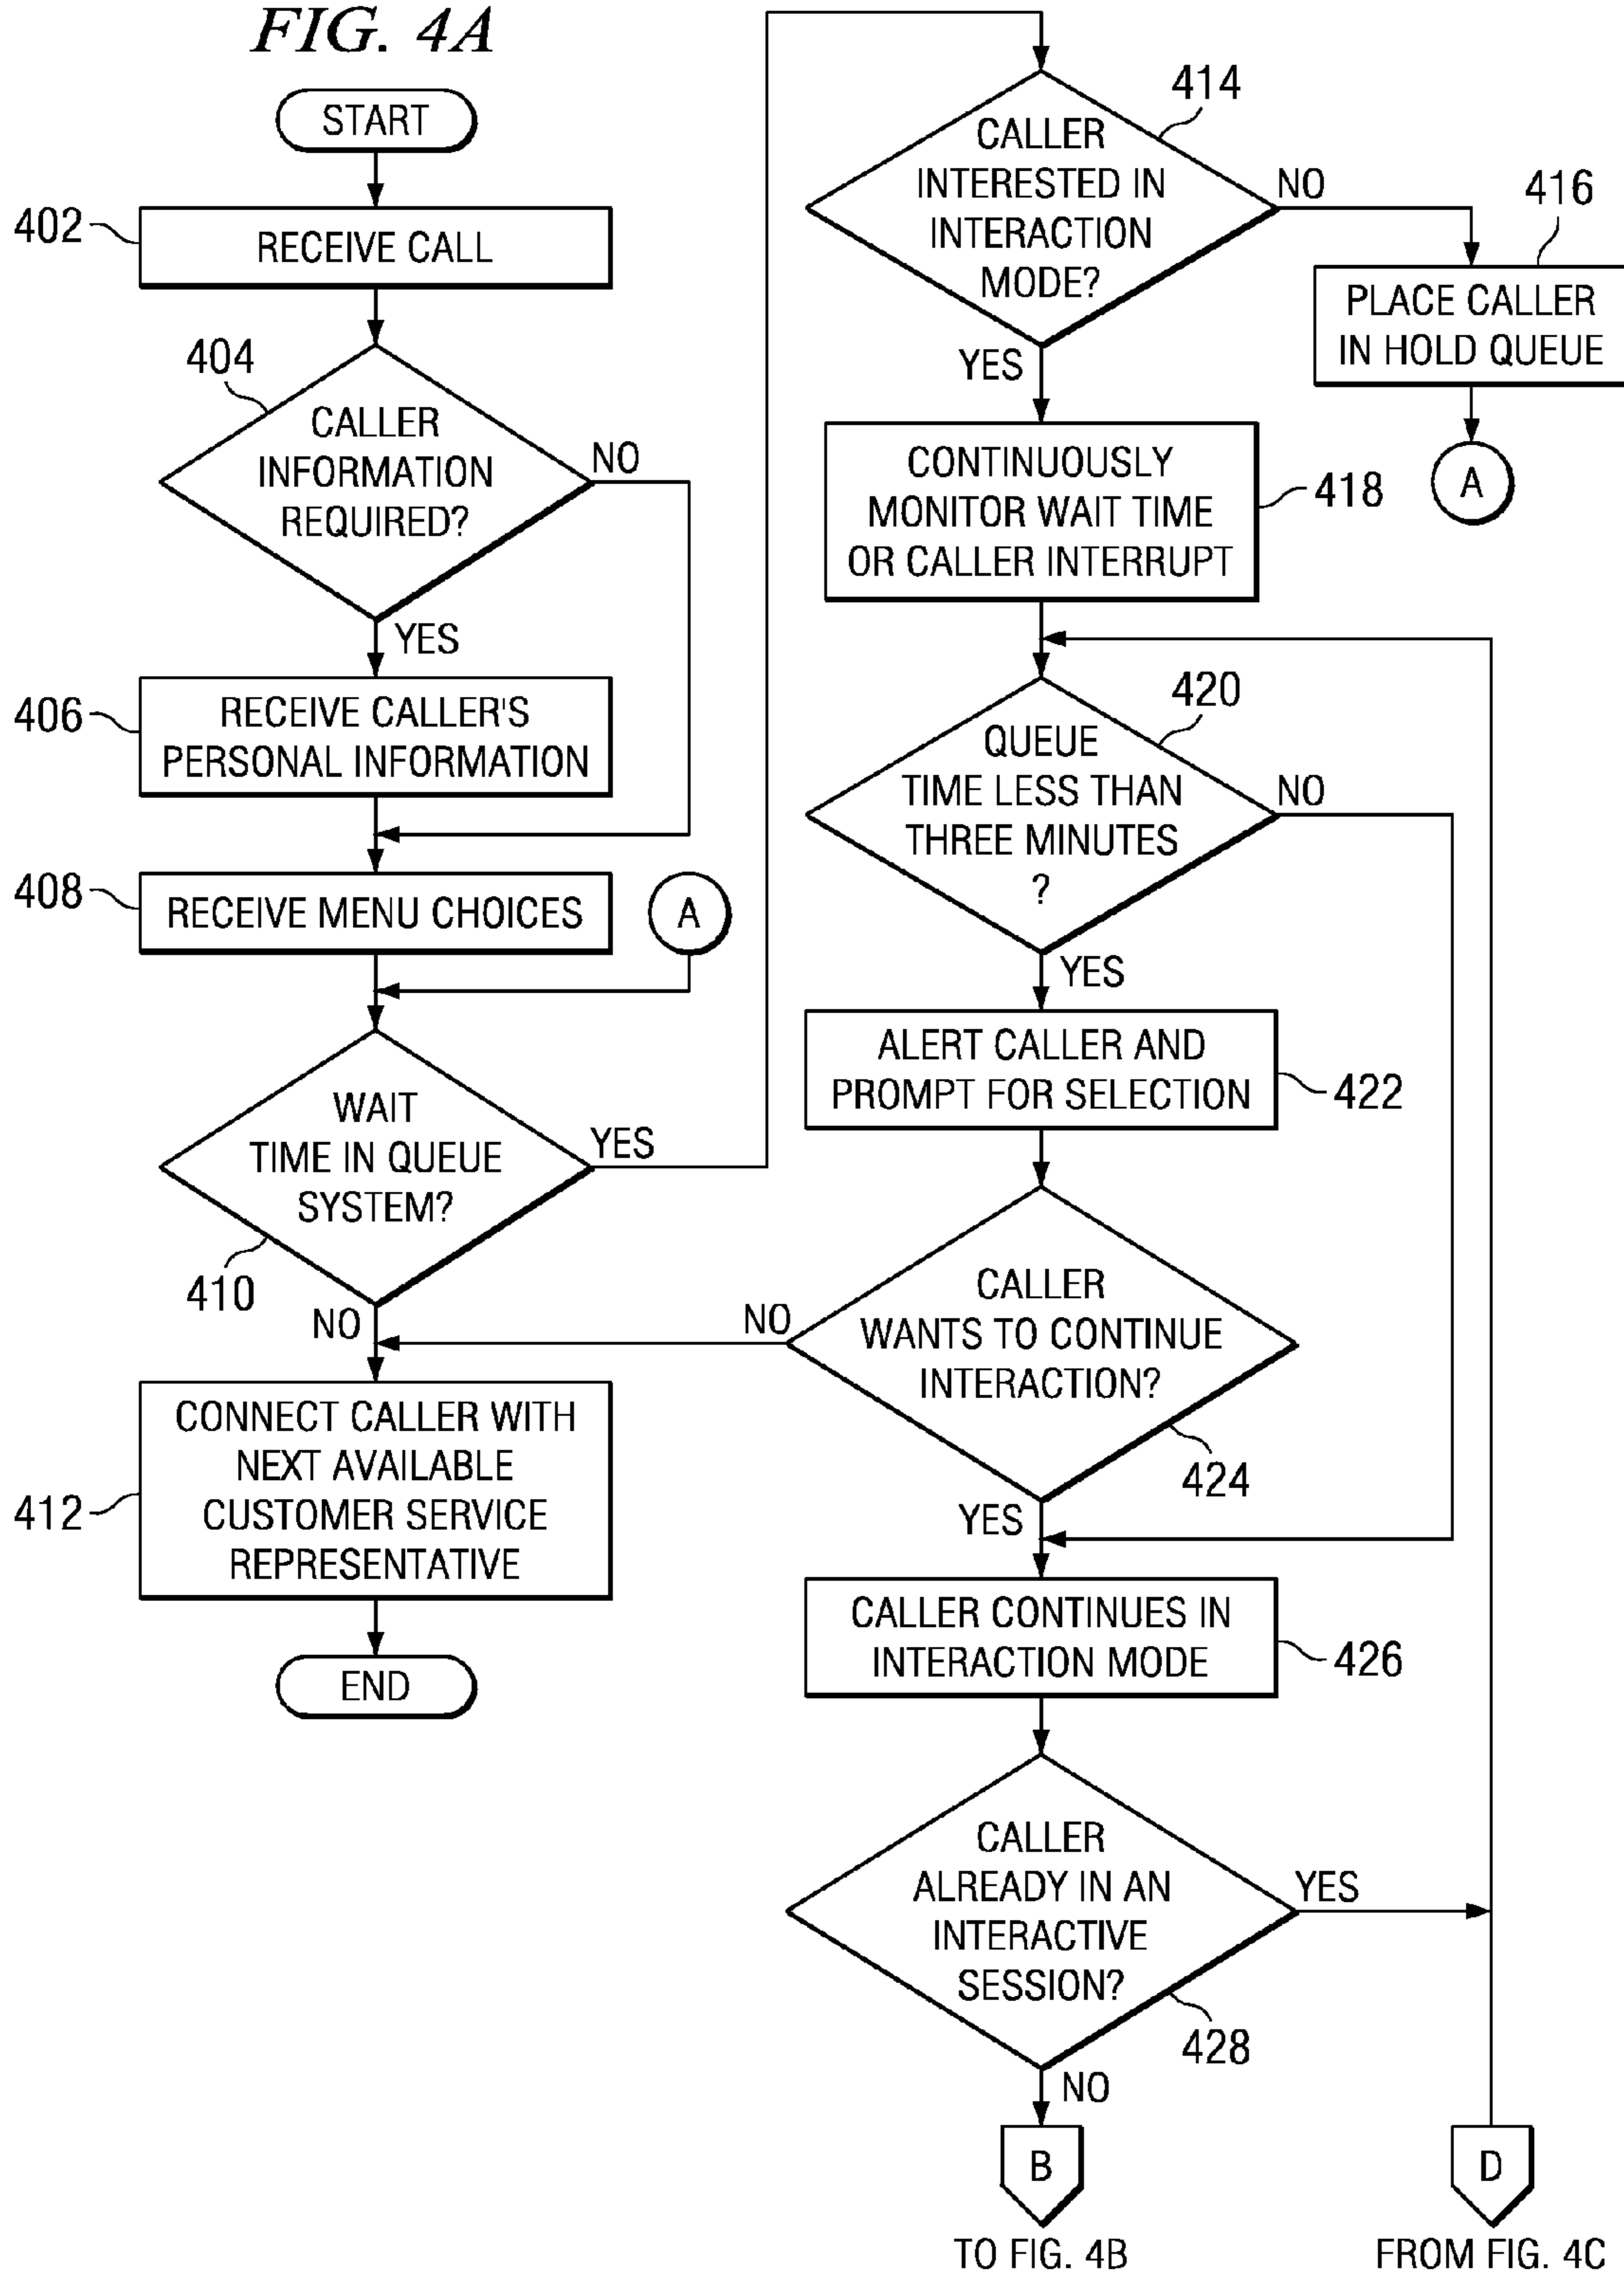 FIG. 4A
START
402
RECEIVE CALL
404
CALLER
INFORMATION
REQUIRED?
NO
YES
406
RECEIVE CALLER'S
PERSONAL INFORMATION
408
RECEIVE MENU CHOICES
A
WAIT
TIME IN QUEUE
SYSTEM?
YES
410
NO
412
CONNECT CALLER WITH
NEXT AVAILABLE
CUSTOMER SERVICE
REPRESENTATIVE
END
414
CALLER
INTERESTED IN
INTERACTION
MODE?
NO
416
PLACE CALLER
IN HOLD QUEUE
A
YES
CONTINUOUSLY
MONITOR WAIT TIME
OR CALLER INTERRUPT
418
420
QUEUE
TIME LESS THAN
THREE MINUTES
?
NO
YES
ALERT CALLER AND
PROMPT FOR SELECTION
422
CALLER
WANTS TO CONTINUE
INTERACTION?
NO
424
YES
CALLER CONTINUES IN
INTERACTION MODE
426
CALLER
ALREADY IN AN
INTERACTIVE
SESSION?
YES
428
NO
B
TO FIG. 4B
D
FROM FIG. 4C